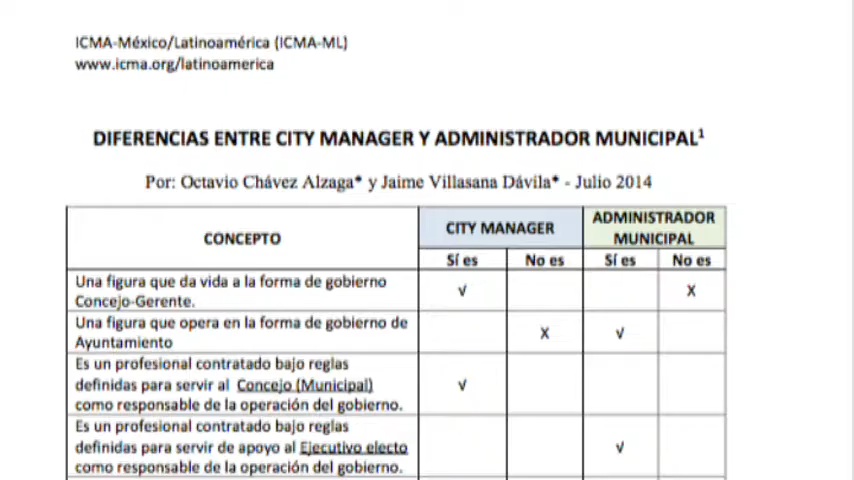 ICMA-México/Latinoamérica (ICMA-ML)
www.icma.org/latinoamerica
DIFERENCIAS ENTRE CITY MANAGER Y ADMINISTRADOR MUNICIPAL¹
Por: Octavio Chávez Alzaga* y Jaime Villasana Dávila* - Julio 2014
CONCEPTO
CITY MANAGER
ADMINISTRADOR
MUNICIPAL
Sí es No es Sí es No es
Una figura que da vida a la forma de gobierno
Concejo-Gerente.
√ X
Una figura que opera en la forma de gobierno de
Ayuntamiento
X √
Es un profesional contratado bajo reglas
definidas para servir al Concejo (Municipal)
como responsable de la operación del gobierno.
√
Es un profesional contratado bajo reglas
definidas para servir de apoyo al Ejecutivo electo
como responsable de la operación del gobierno.
√